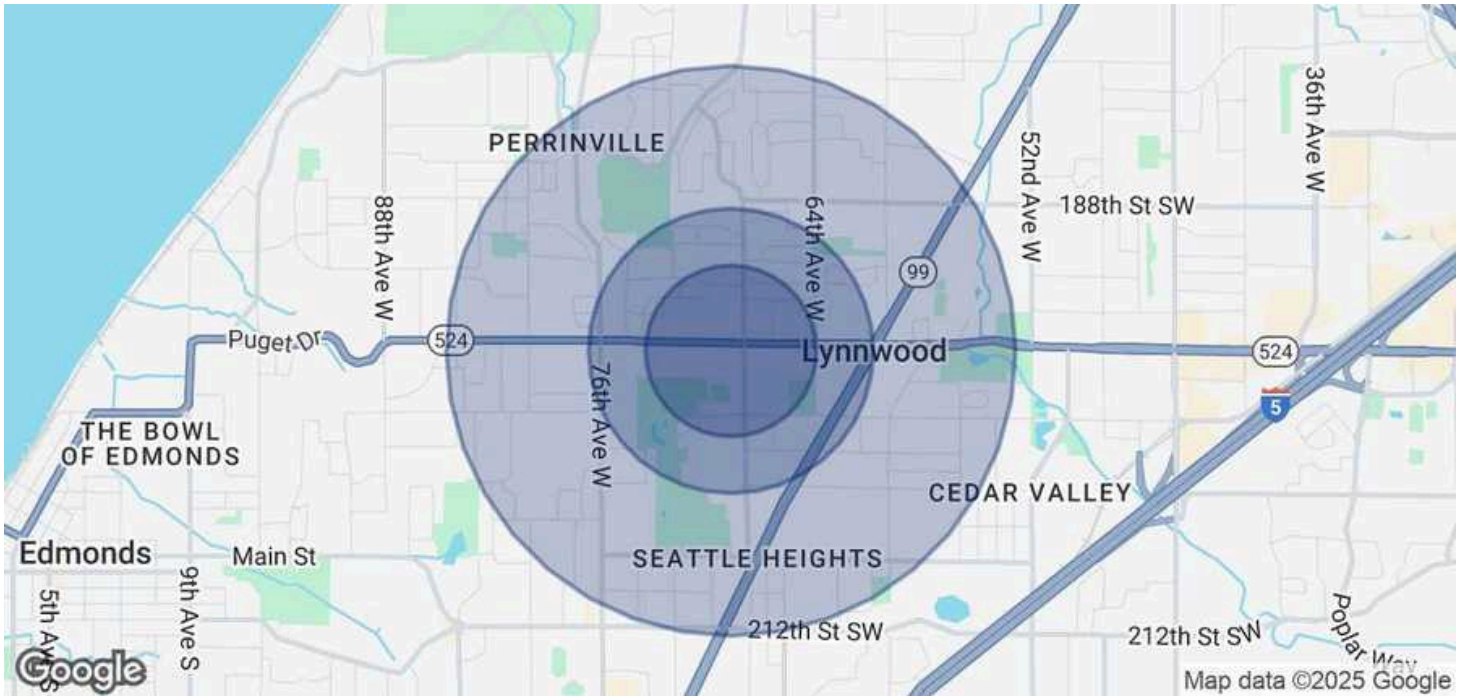 PERRINVILLE
36th Ave W
52nd Ave W
188th St SW
88th Ave W
64th Ave W
99
Puget Dr
524
Lynnwood
524
5
76th Ave W
THE BOWL
OF EDMONDS
CEDAR VALLEY
Edmonds
Main St
SEATTLE HEIGHTS
9th Ave S
5th Ave S
212th St SW
212th St SW
Poplar Way
Google
Map data ©2025 Google